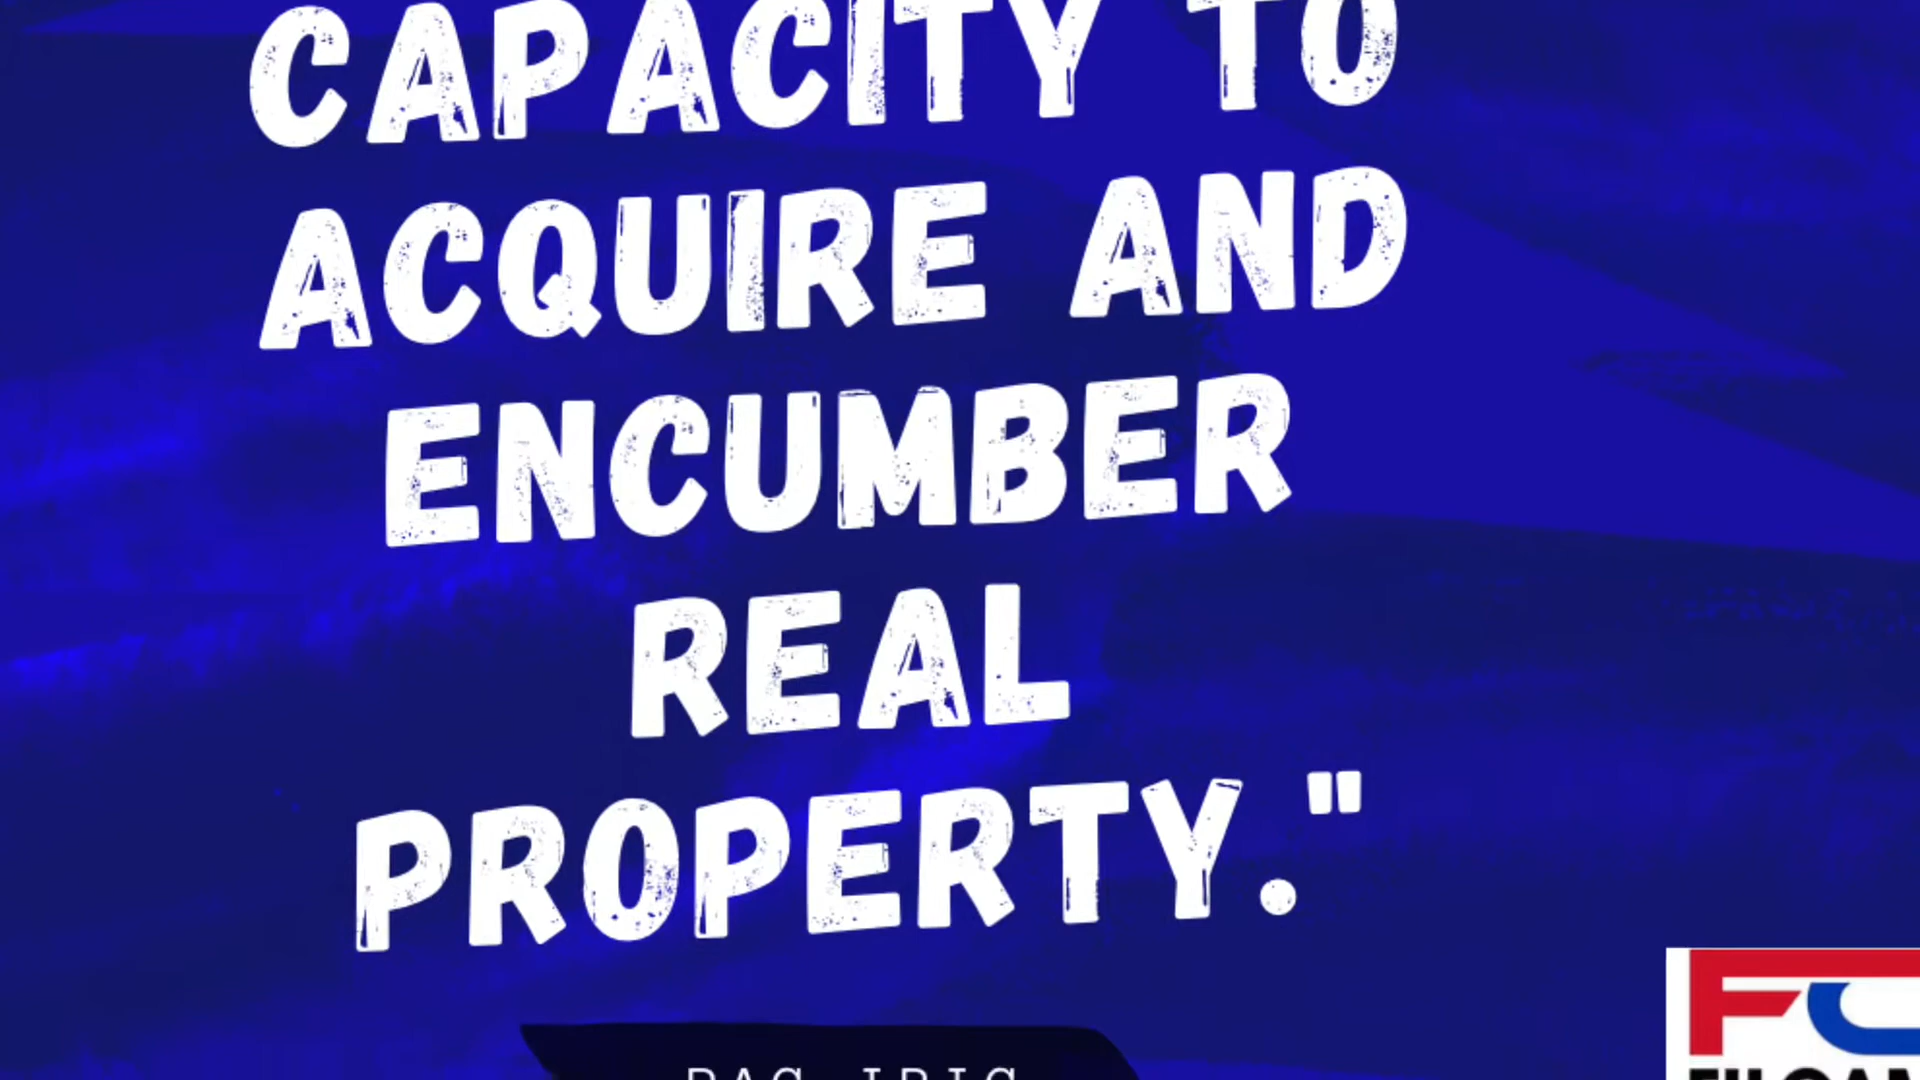 CAPACITY TO
ACQUIRE AND
ENCUMBER
REAL
PROPERTY."